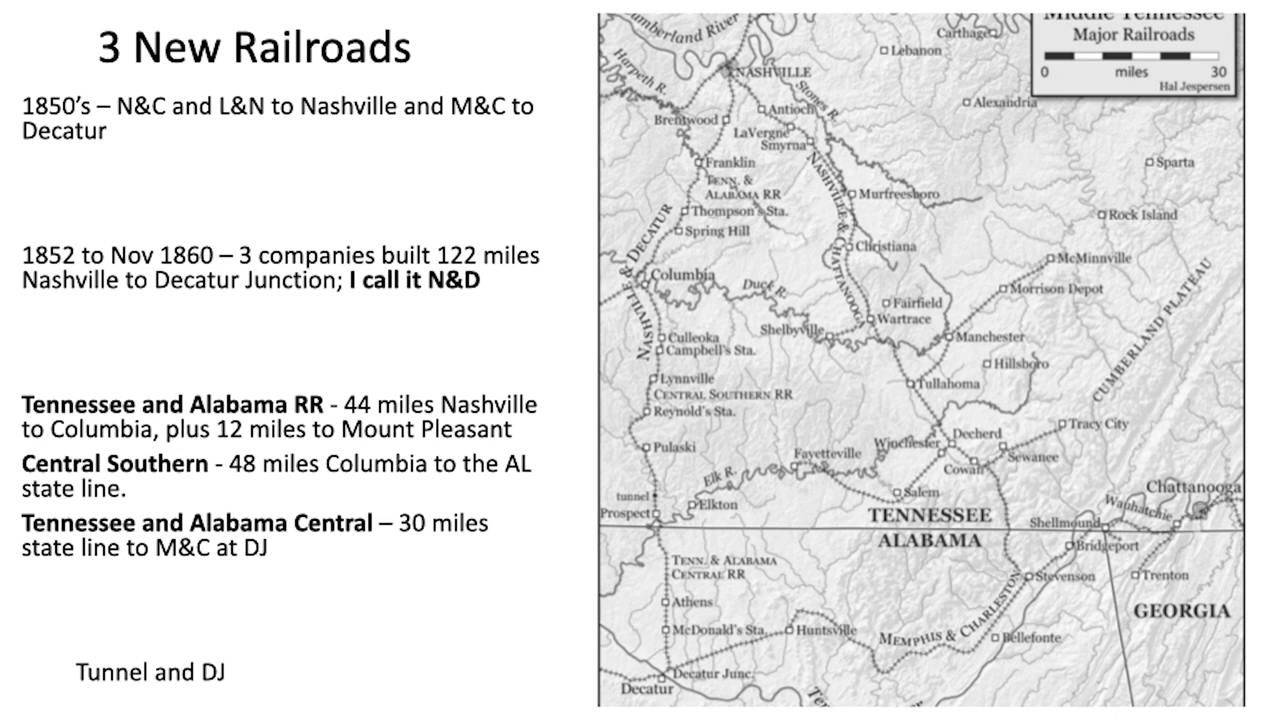 3 New Railroads
1850's – N&C and L&N to Nashville and M&C to
Decatur
1852 to Nov 1860 – 3 companies built 122 miles
Nashville to Decatur Junction; I call it N&D
Tennessee and Alabama RR - 44 miles Nashville
to Columbia, plus 12 miles to Mount Pleasant
Central Southern - 48 miles Columbia to the AL
state line.
Tennessee and Alabama Central – 30 miles
state line to M&C at DJ
Tunnel and DJ
Middle Tennessee
Major Railroads
0 miles 30
Hal Jespersen
Cumberland River
Carthage
Lebanon
Harpeth R.
NASHVILLE
Stones R.
Alexandria
Antioch
Brentwood
LaVergne
Smyrna
Franklin
Sparta
TENN. &
ALABAMA RR
NASHVILLE & CHATTANOOGA
Murfreesboro
Thompson's Sta.
Rock Island
Spring Hill
NASHVILLE & DECATUR
Christiana
McMinnville
Columbia
Duck R.
Morrison Depot
Fairfield
Wartrace
CUMBERLAND PLATEAU
Shelbyville
Culleoka
Manchester
Campbell's Sta.
Hillsboro
Lynnville
Tullahoma
CENTRAL SOUTHERN RR
Reynold's Sta.
Tracy City
Decherd
Pulaski
Winchester
Fayetteville
Sewanee
Cowan
Elk R.
Chattanooga
tunnel
Salem
Elkton
Wauhatchie
Prospect
TENNESSEE
Shellmound
ALABAMA
Bridgeport
TENN. & ALABAMA
CENTRAL RR
Stevenson
Trenton
Athens
GEORGIA
McDonald's Sta.
Huntsville
MEMPHIS & CHARLESTON
Bellefonte
Decatur Junc.
Decatur